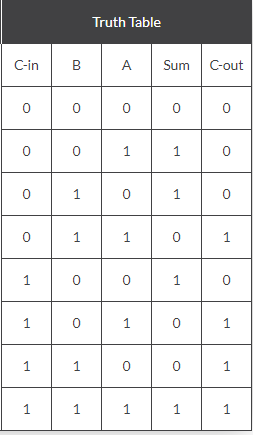 Truth Table
C-in B A Sum C-out
0 0 0 0 0
0 0 1 1 0
0 1 0 1 0
0 1 1 0 1
1 0 0 1 0
1 0 1 0 1
1 1 0 0 1
1 1 1 1 1